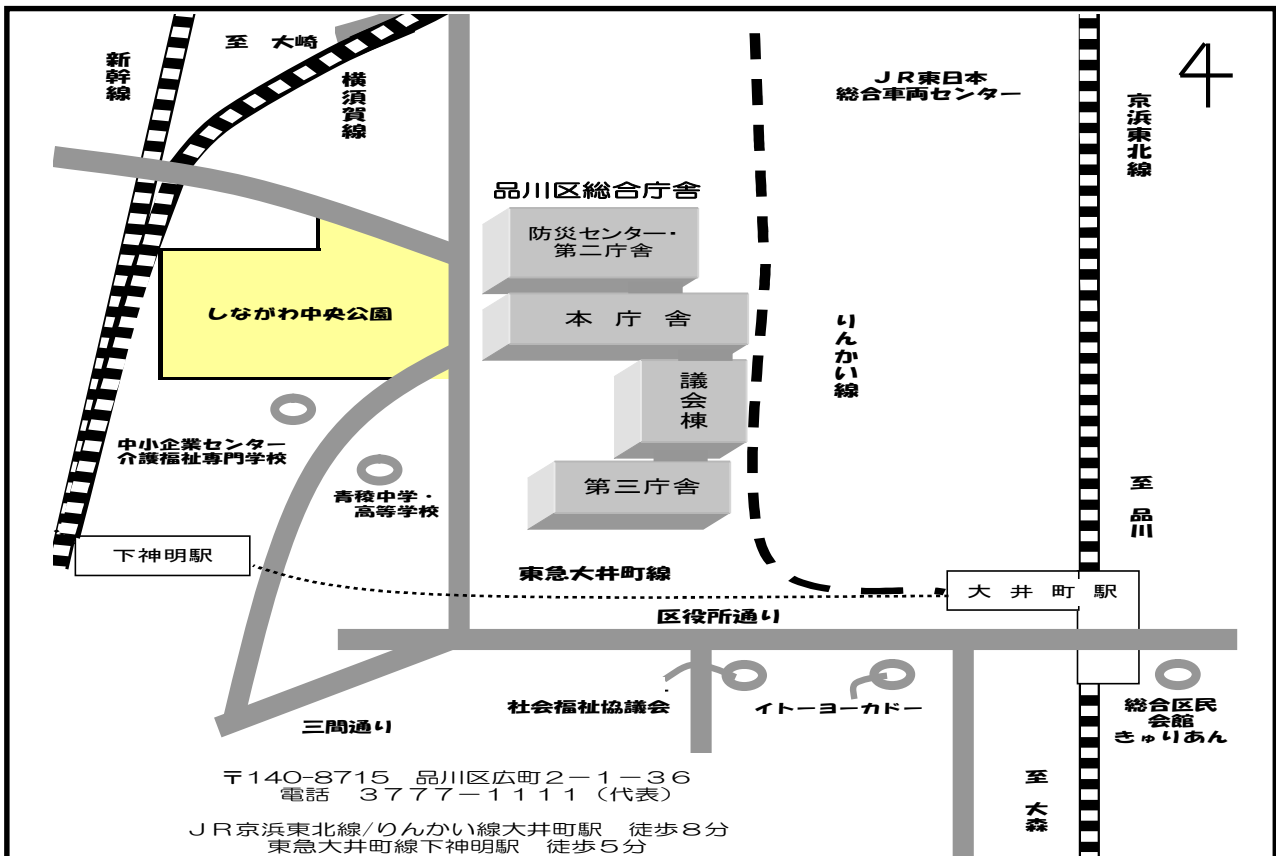 至　大崎
新幹線
横須賀線
ＪＲ東日本
総合車両センター
京浜東北線
品川区総合庁舎
防災センター・
第二庁舎
しながわ中央公園
本庁舎
りんかい線
議会棟
中小企業センター
介護福祉専門学校
青稜中学・
高等学校
第三庁舎
至　品川
下神明駅
東急大井町線
大井町駅
区役所通り
社会福祉協議会
イトーヨーカドー
総合区民
会館
きゅりあん
三間通り
至　大森
〒140-8715　品川区広町２－１－３６
電話　３７７７－１１１１（代表）
ＪＲ京浜東北線/りんかい線大井町駅　徒歩８分
東急大井町線下神明駅　徒歩５分